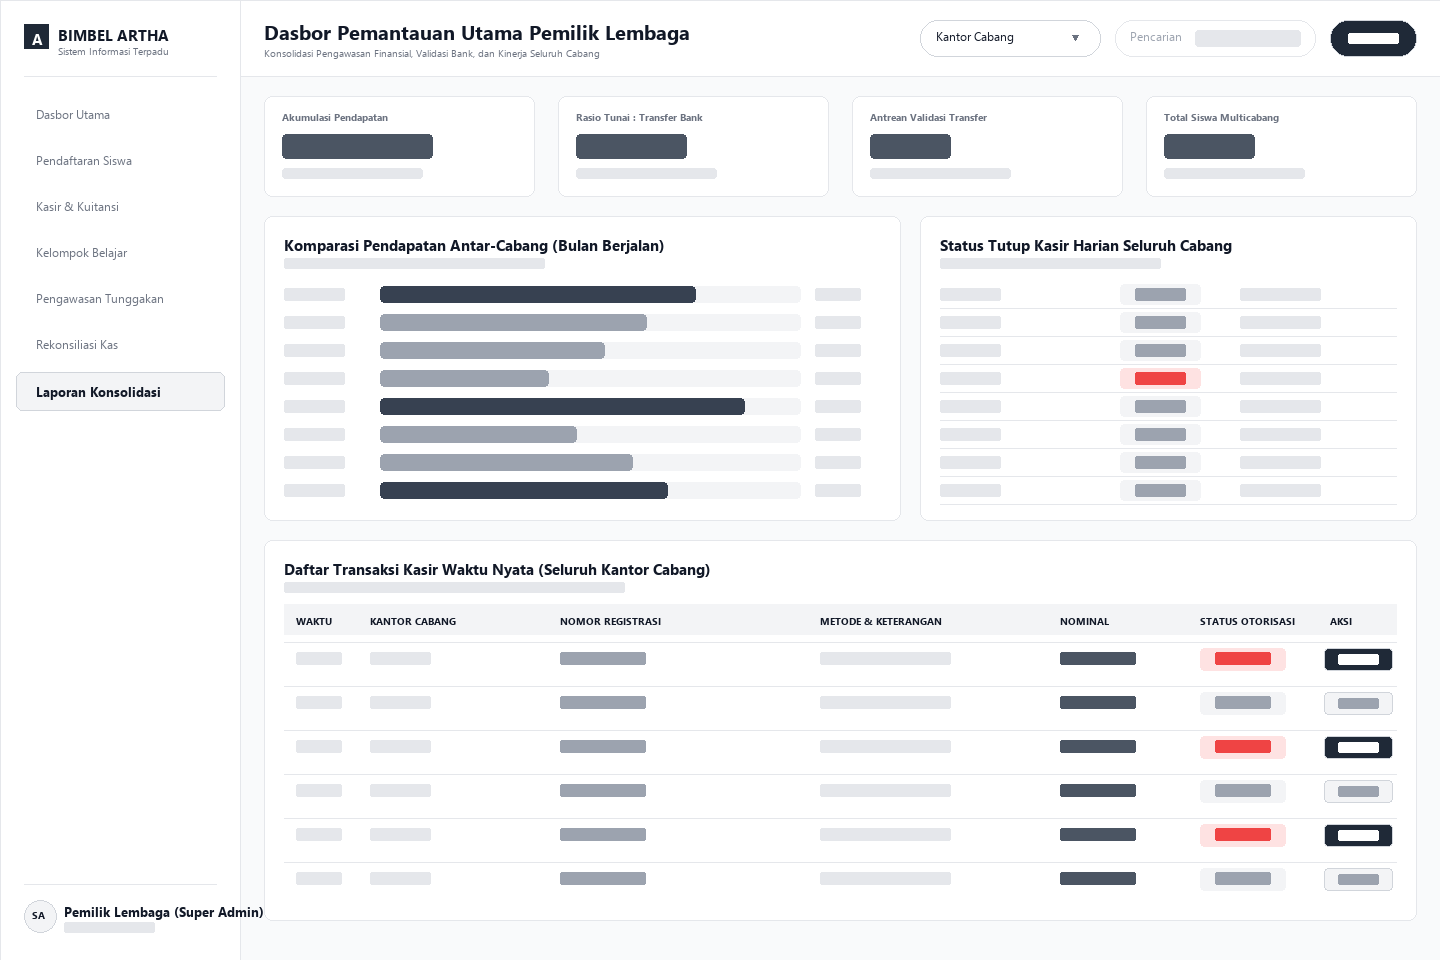 A
BIMBEL ARTHA
Sistem Informasi Terpadu
Dasbor Utama
Pendaftaran Siswa
Kasir & Kuitansi
Kelompok Belajar
Pengawasan Tunggakan
Rekonsiliasi Kas
Laporan Konsolidasi
SA
Pemilik Lembaga (Super Admin)
Dasbor Pemantauan Utama Pemilik Lembaga
Konsolidasi Pengawasan Finansial, Validasi Bank, dan Kinerja Seluruh Cabang
Kantor Cabang ▼
Pencarian
Akumulasi Pendapatan
Rasio Tunai : Transfer Bank
Antrean Validasi Transfer
Total Siswa Multicabang
Komparasi Pendapatan Antar-Cabang (Bulan Berjalan)
Status Tutup Kasir Harian Seluruh Cabang
Daftar Transaksi Kasir Waktu Nyata (Seluruh Kantor Cabang)
WAKTU KANTOR CABANG NOMOR REGISTRASI METODE & KETERANGAN NOMINAL STATUS OTORISASI AKSI